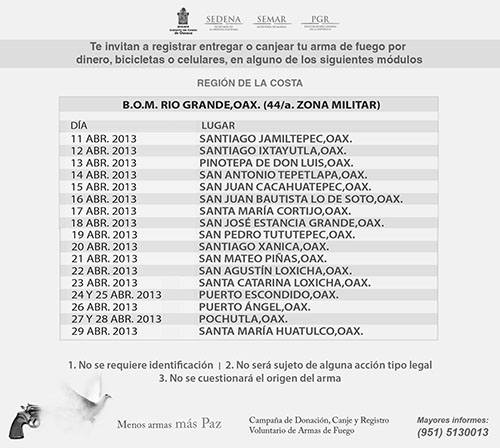 SEDENA
SEMAR
PGR
Te invitan a registrar entregar o canjear tu arma de fuego por
dinero, bicicletas o celulares, en alguno de los siguientes módulos
REGIÓN DE LA COSTA
B.O.M. RIO GRANDE,OAX. (44/a. ZONA MILITAR)
DÍA LUGAR
11 ABR. 2013 SANTIAGO JAMILTEPEC,OAX.
12 ABR. 2013 SANTIAGO IXTAYUTLA,OAX.
13 ABR. 2013 PINOTEPA DE DON LUIS,OAX.
14 ABR. 2013 SAN ANTONIO TEPETLAPA,OAX.
15 ABR. 2013 SAN JUAN CACAHUATEPEC,OAX.
16 ABR. 2013 SAN JUAN BAUTISTA LO DE SOTO,OAX.
17 ABR. 2013 SANTA MARÍA CORTIJO,OAX.
18 ABR. 2013 SAN JOSÉ ESTANCIA GRANDE,OAX.
19 ABR. 2013 SAN PEDRO TUTUTEPEC,OAX.
20 ABR. 2013 SANTIAGO XANICA,OAX.
21 ABR. 2013 SAN MATEO PIÑAS,OAX.
22 ABR. 2013 SAN AGUSTÍN LOXICHA,OAX.
23 ABR. 2013 SANTA CATARINA LOXICHA,OAX.
24 Y 25 ABR. 2013 PUERTO ESCONDIDO,OAX.
26 ABR. 2013 PUERTO ÁNGEL,OAX.
27 Y 28 ABR. 2013 POCHUTLA,OAX.
29 ABR. 2013 SANTA MARÍA HUATULCO,OAX.
1. No se requiere identificación | 2. No será sujeto de alguna acción tipo legal
3. No se cuestionará el origen del arma
Menos armas más Paz
Campaña de Donación, Canje y Registro
Voluntario de Armas de Fuego
Mayores informes:
(951) 5130013